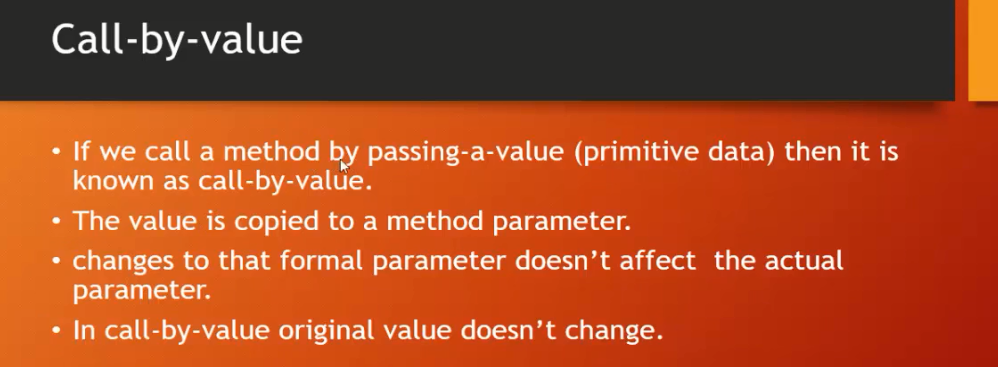 Call-by-value
• If we call a method by passing-a-value (primitive data) then it is
known as call-by-value.
• The value is copied to a method parameter.
• changes to that formal parameter doesn't affect  the actual
parameter.
• In call-by-value original value doesn't change.